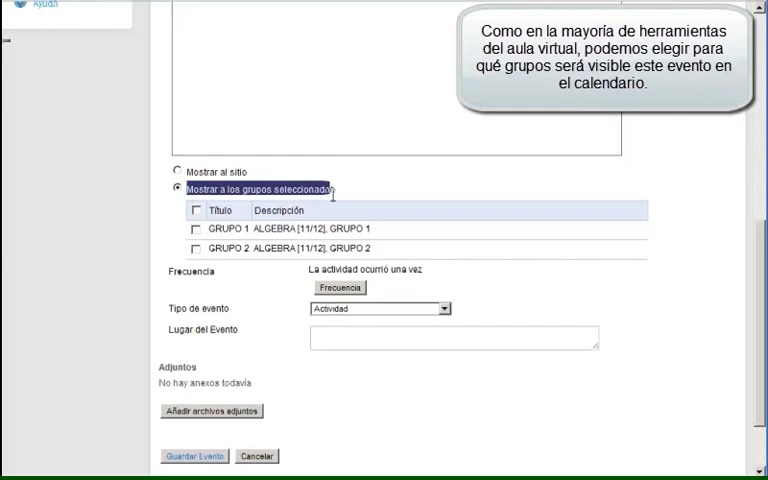 Ayuda
Como en la mayoría de herramientas
del aula virtual, podemos elegir para
qué grupos será visible este evento en
el calendario.
Mostrar al sitio
Mostrar a los grupos seleccionados
Título Descripción
GRUPO 1 ALGEBRA [11/12], GRUPO 1
GRUPO 2 ALGEBRA [11/12], GRUPO 2
Frecuencia La actividad ocurrió una vez
Frecuencia
Tipo de evento Actividad
Lugar del Evento
Adjuntos
No hay anexos todavía
Añadir archivos adjuntos
Guardar Evento Cancelar